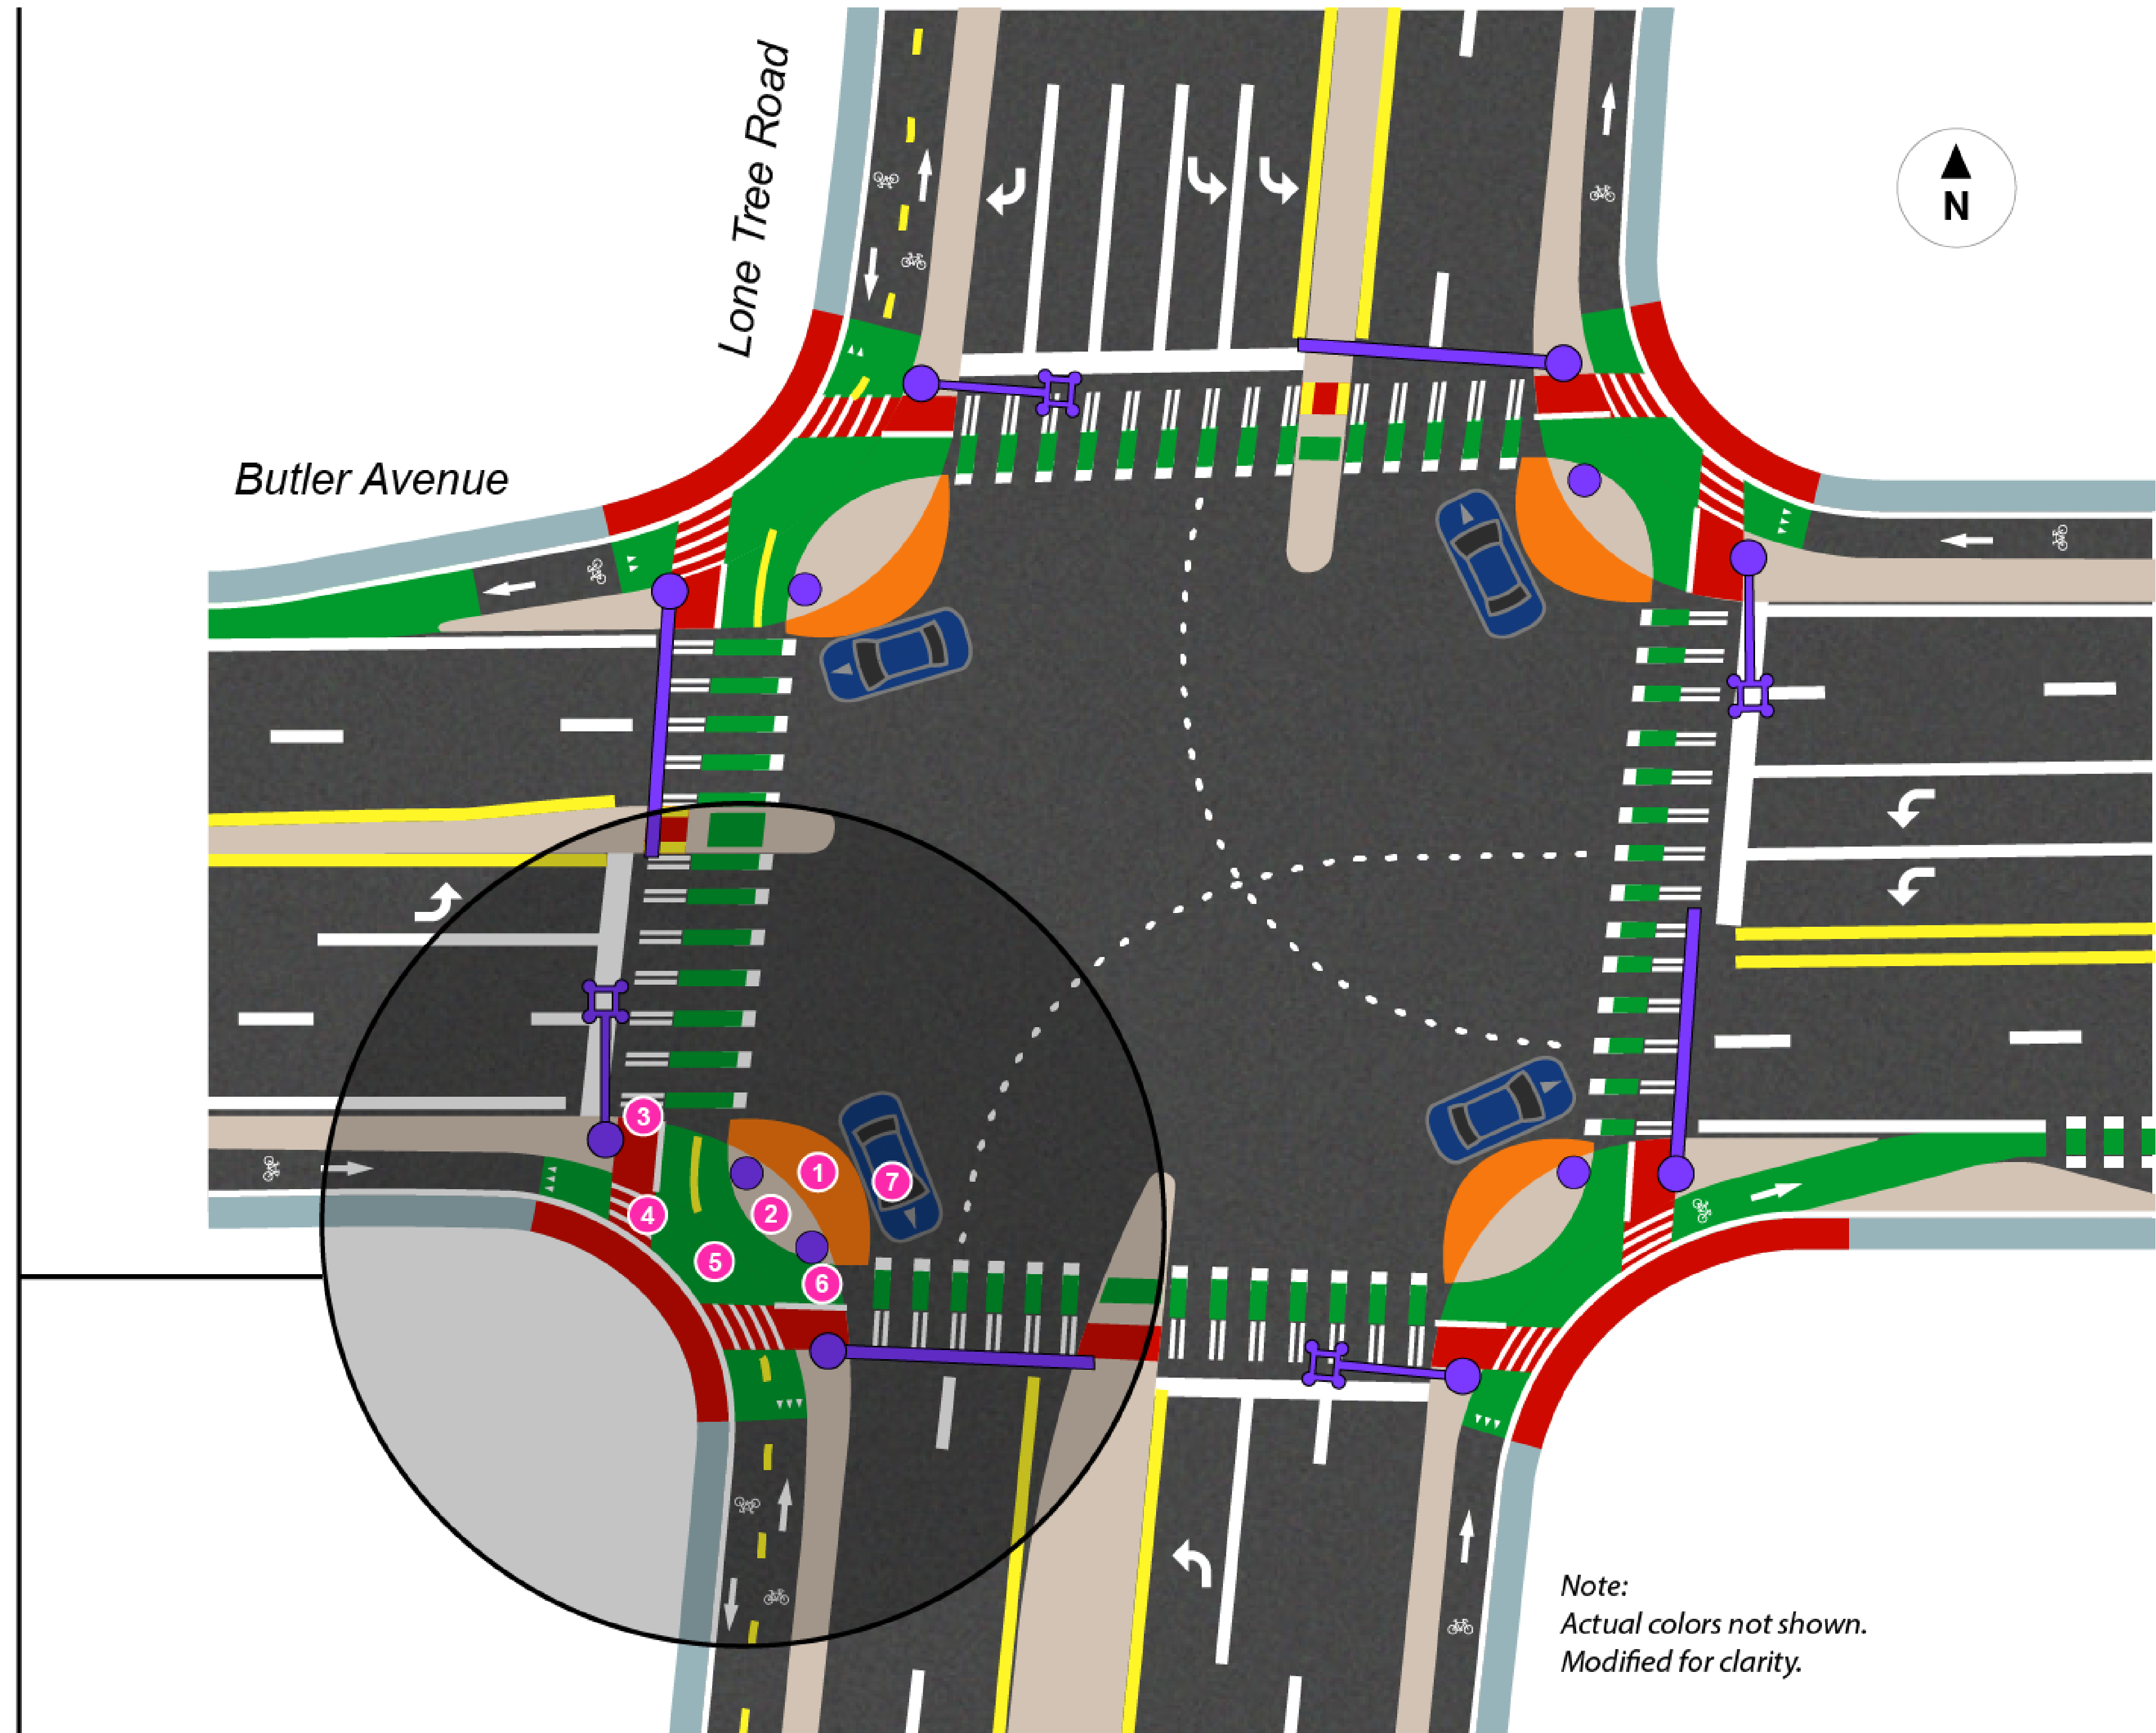 Lone Tree Road
N
Butler Avenue
3
1
7
4
2
5
6
Note:
Actual colors not shown.
Modified for clarity.